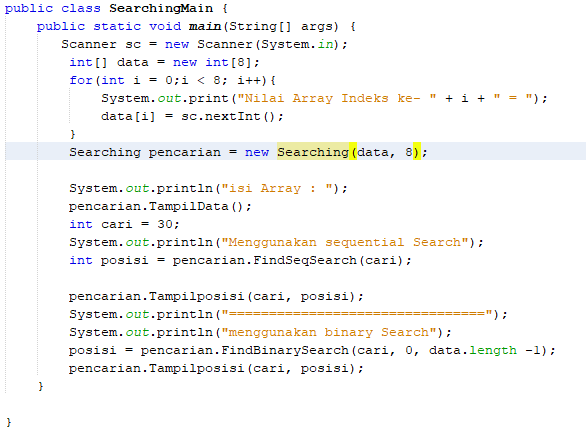 public class SearchingMain {
    public static void main(String[] args) {
       Scanner sc = new Scanner(System.in);
        int[] data = new int[8];
        for(int i = 0;i < 8; i++){
            System.out.print("Nilai Array Indeks ke- " + i + " = ");
            data[i] = sc.nextInt();
        }
        Searching pencarian = new Searching(data, 8);
        System.out.println("isi Array : ");
        pencarian.TampilData();
        int cari = 30;
        System.out.println("Menggunakan sequential Search");
        int posisi = pencarian.FindSeqSearch(cari);
        pencarian.Tampilposisi(cari, posisi);
        System.out.println("================================");
        System.out.println("menggunakan binary Search");
        posisi = pencarian.FindBinarySearch(cari, 0, data.length -1);
        pencarian.Tampilposisi(cari, posisi);
    }
}